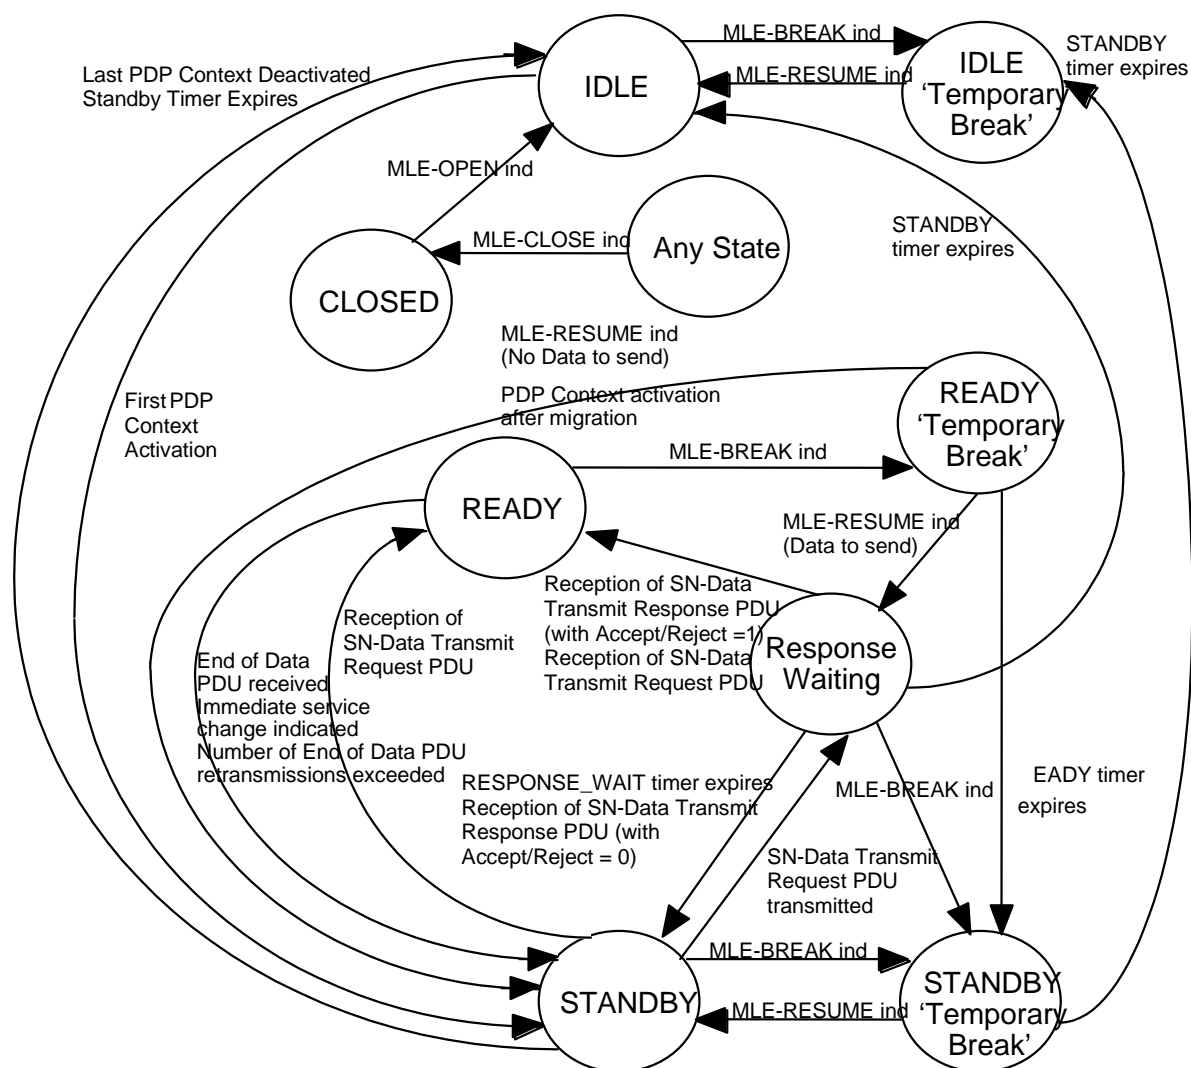 MLE-BREAK ind
STANDBY
timer expires
Last PDP Context Deactivated
Standby Timer Expires
IDLE
MLE-RESUME ind
IDLE
‘Temporary
Break’
MLE-OPEN ind
STANDBY
timer expires
MLE-CLOSE ind
Any State
CLOSED
MLE-RESUME ind
(No Data to send)
PDP Context activation
after migration
First PDP
Context
Activation
READY
‘Temporary
Break’
MLE-BREAK ind
READY
MLE-RESUME ind
(Data to send)
Reception of SN-Data
Transmit Response PDU
(with Accept/Reject =1)
Reception of SN-Data
Transmit Request PDU
Reception of
SN-Data Transmit
Request PDU
Response
Waiting
End of Data
PDU received
Immediate service
change indicated
Number of End of Data PDU
retransmissions exceeded
RESPONSE_WAIT timer expires
Reception of SN-Data Transmit
Response PDU (with
Accept/Reject = 0)
MLE-BREAK ind
EADY timer
expires
SN-Data Transmit
Request PDU
transmitted
MLE-BREAK ind
STANDBY
MLE-RESUME ind
STANDBY
‘Temporary
Break’